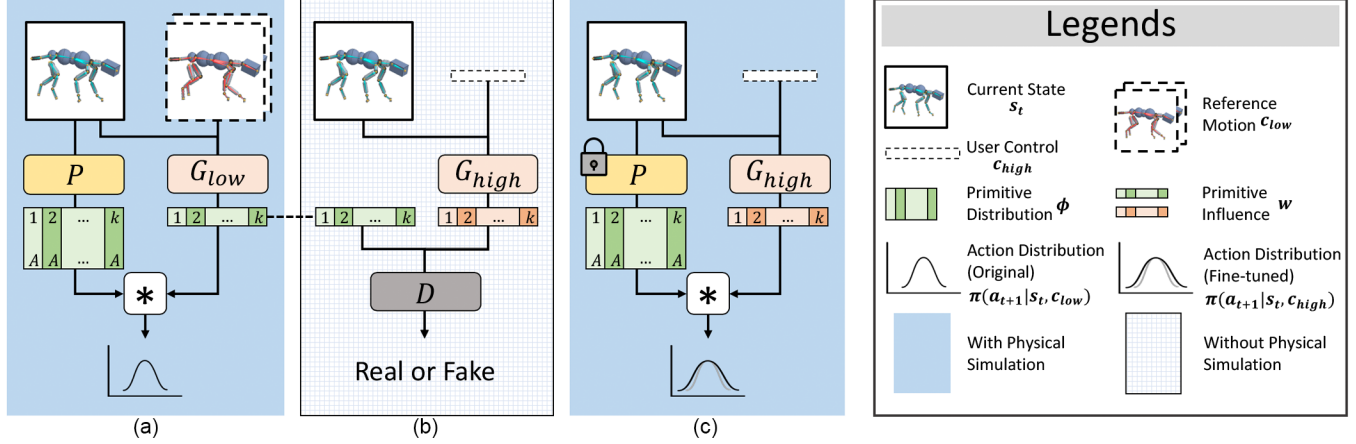 P
G_low
1 2 ... k
A A ... A
1 2 ... k
*
(a)
G_high
1 2 ... k
1 2 ... k
D
Real or Fake
(b)
P
G_high
1 2 ... k
A A ... A
1 2 ... k
*
(c)
Legends
Current State
s_t
Reference
Motion c_low
User Control
c_high
Primitive
Distribution ϕ
Primitive
Influence w
Action Distribution
(Original)
π(a_{t+1}|s_t, c_low)
Action Distribution
(Fine-tuned)
π(a_{t+1}|s_t, c_high)
With Physical
Simulation
Without Physical
Simulation